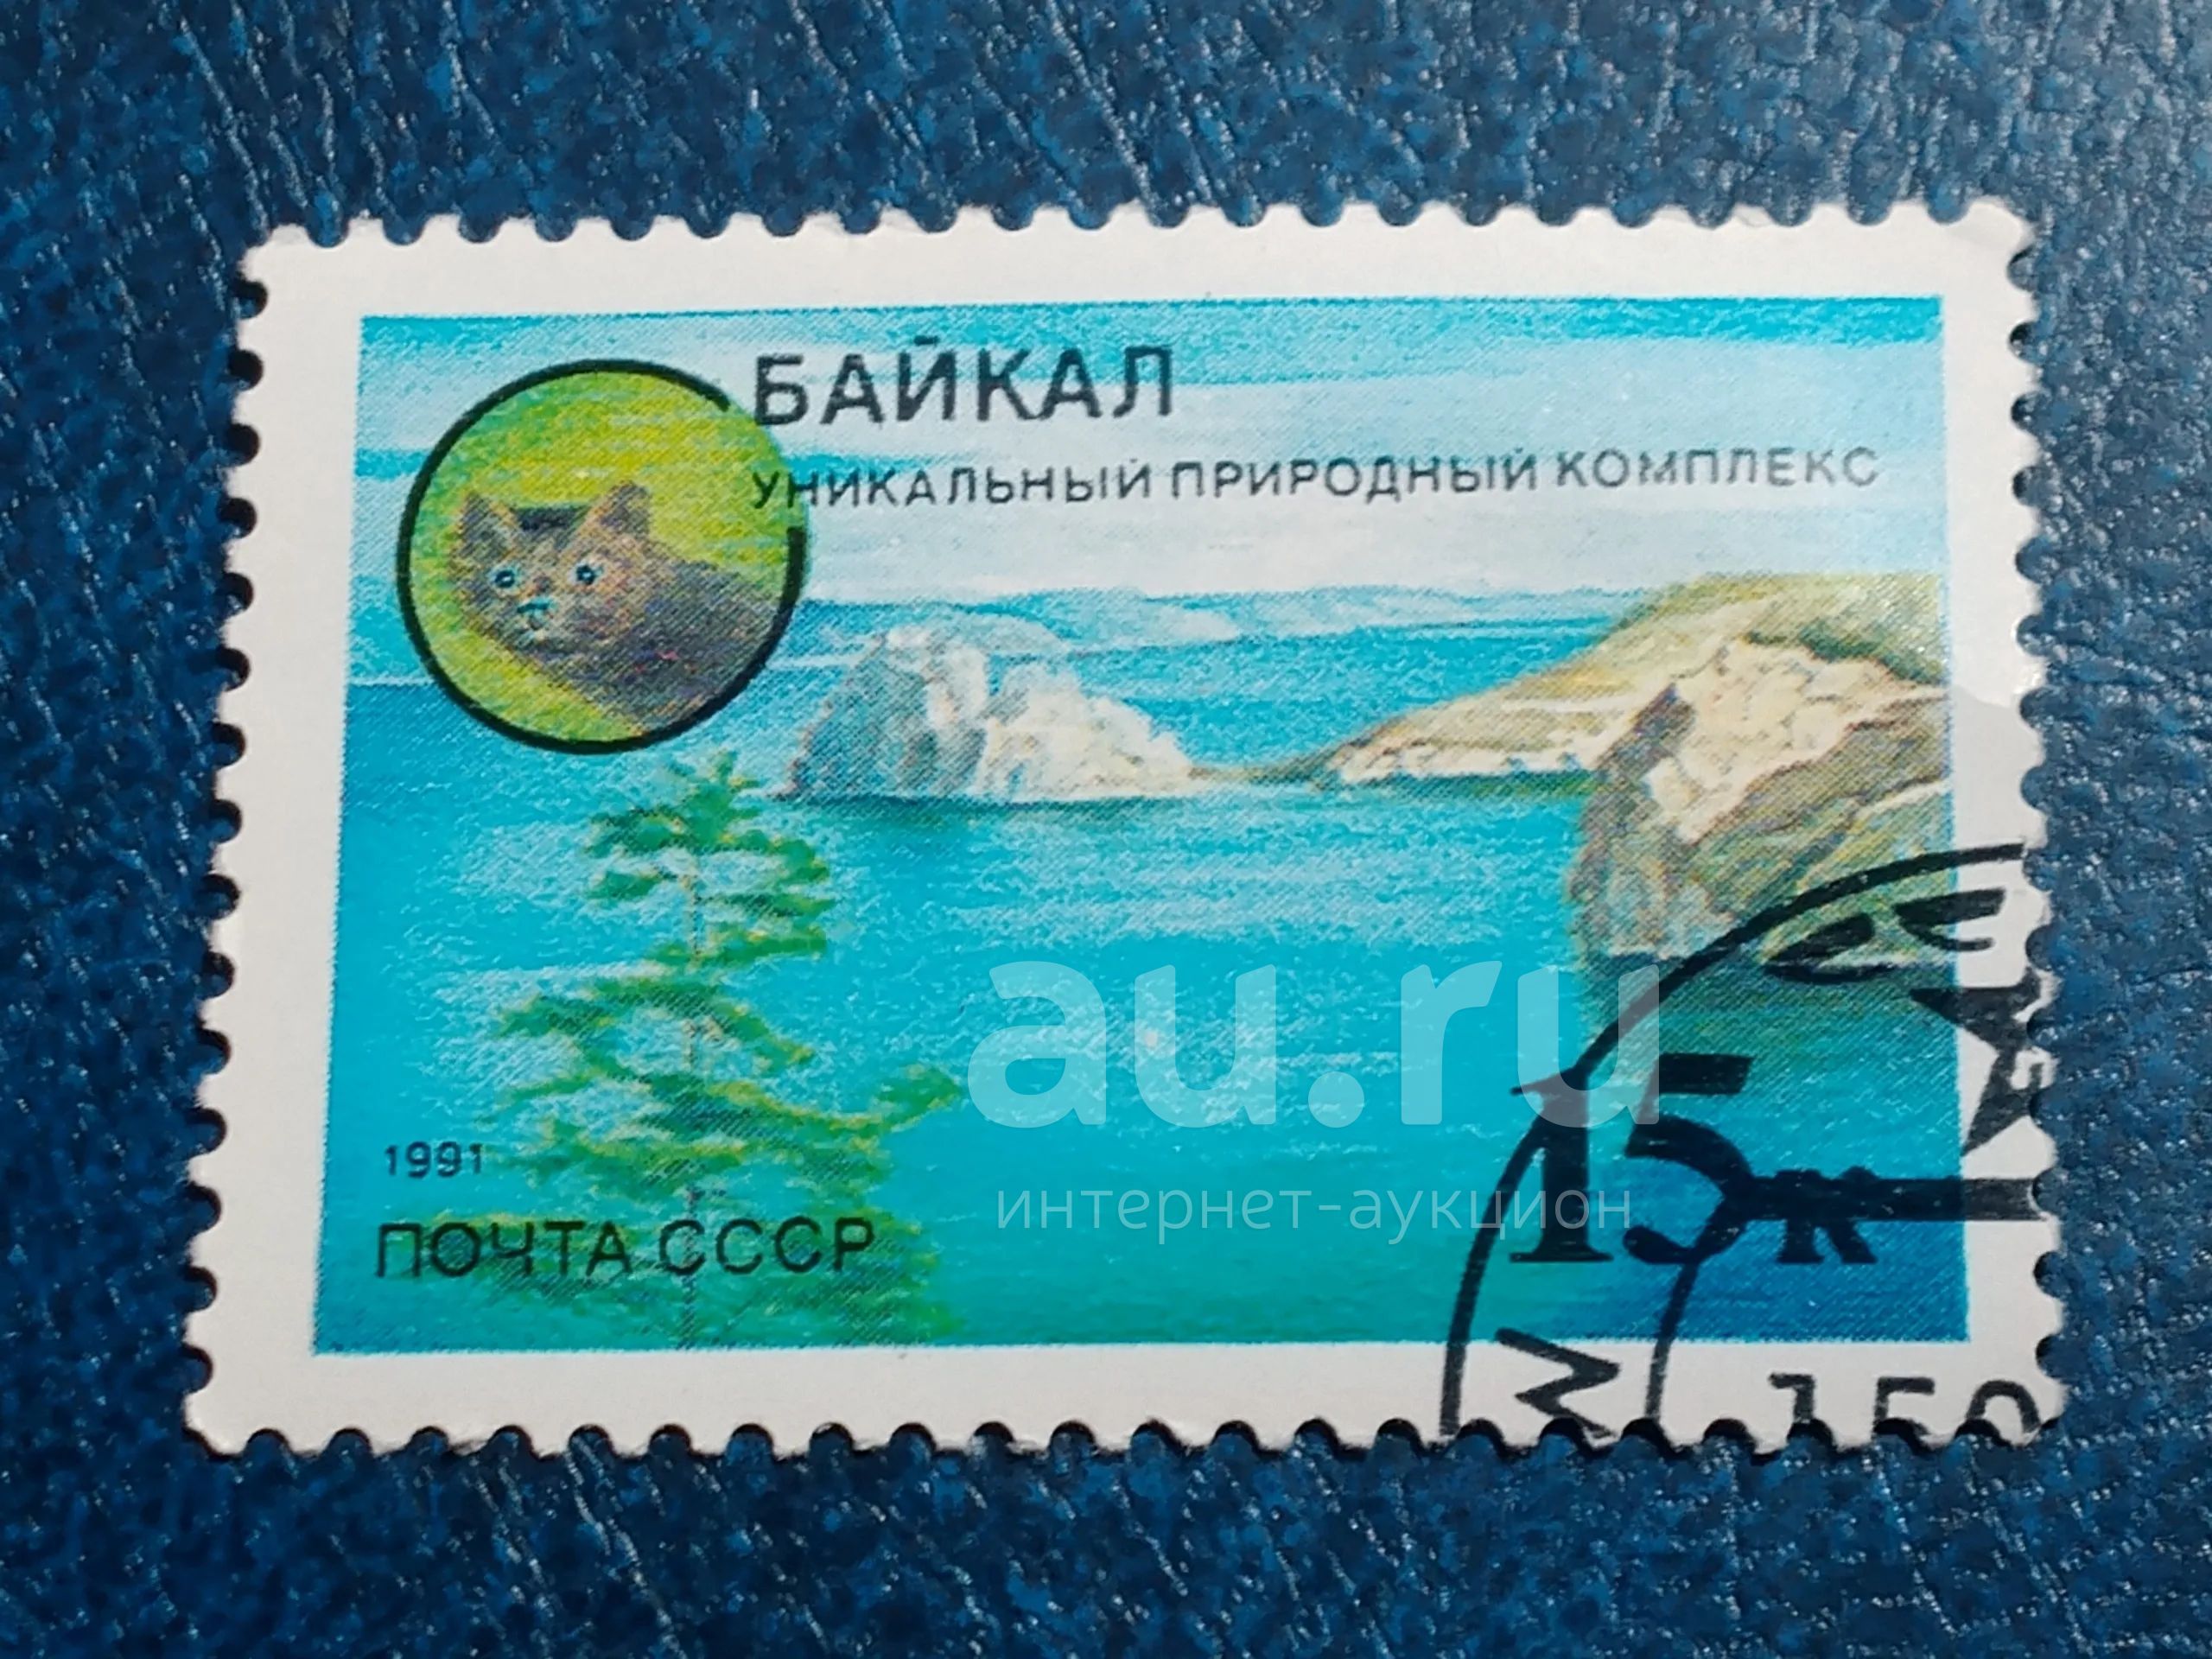 БАЙКАЛ
УНИКАЛЬНЫЙ ПРИРОДНЫЙ КОМПЛЕКС
au.ru
интернет-аукцион
15к
1991
ПОЧТА СССР